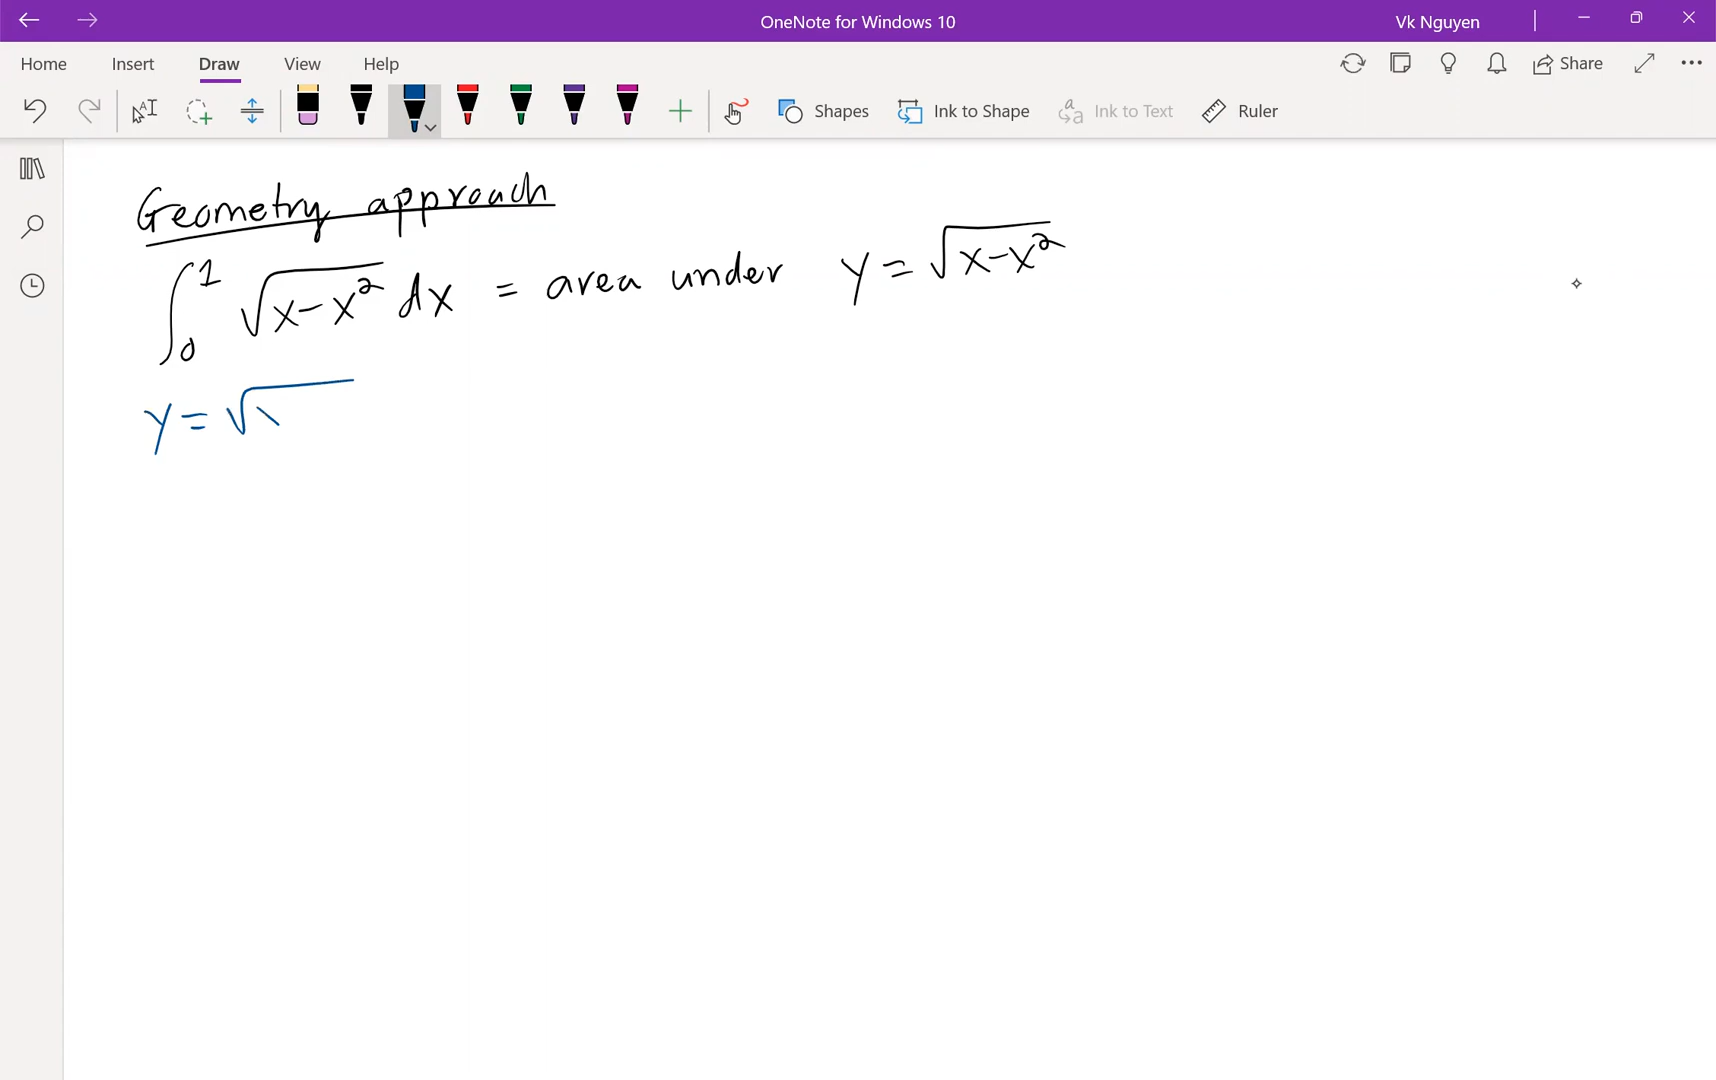 OneNote for Windows 10
Vk Nguyen
Home Insert Draw View Help
Share
Shapes Ink to Shape Ink to Text Ruler
Geometry approach
∫₀¹ √(x-x²) dx = area under y = √(x-x²)
y = √